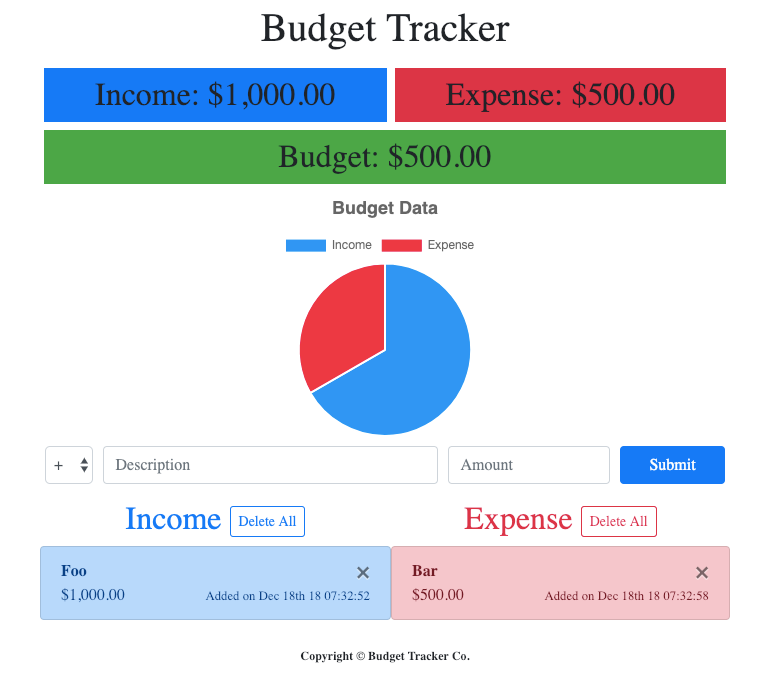 Budget Tracker
Income: $1,000.00
Expense: $500.00
Budget: $500.00
Budget Data
Income Expense
+ Description Amount Submit
Income Delete All
Expense Delete All
Foo ×
$1,000.00 Added on Dec 18th 18 07:32:52
Bar ×
$500.00 Added on Dec 18th 18 07:32:58
Copyright © Budget Tracker Co.